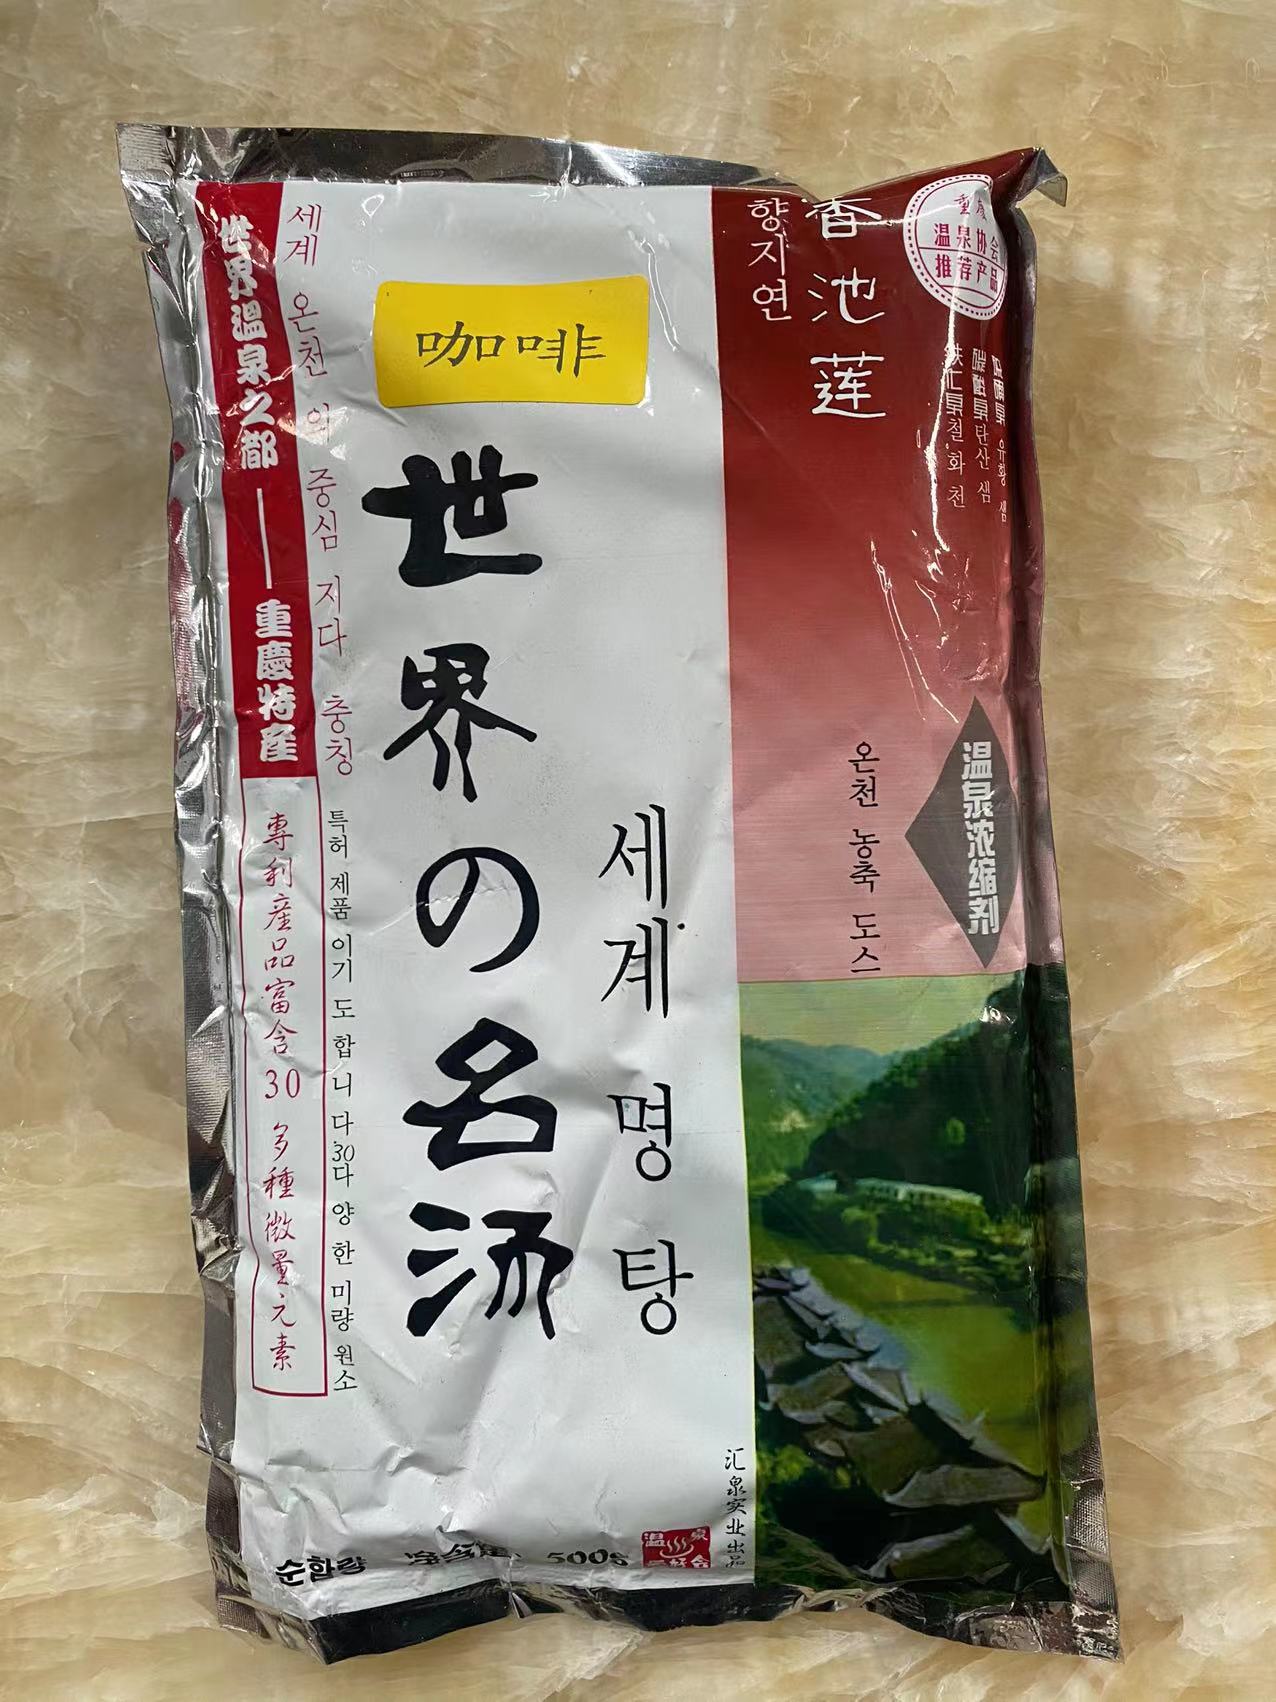 世界溫泉之都——重慶特産
세계 온천 의 중심 지다 충칭
專利産品富含30多種微量元素
특허 제품 이기 도 합 니 다 30다 양 한 미량 원소
咖啡
世界の名汤
세계 명 탕
향지연
香池莲
重庆
温泉协会
推荐产品
철 화 천
탄산 샘
유황 샘
온천 농축 도스
温泉浓缩剂
汇泉实业出品
순함량 净含量: 500g